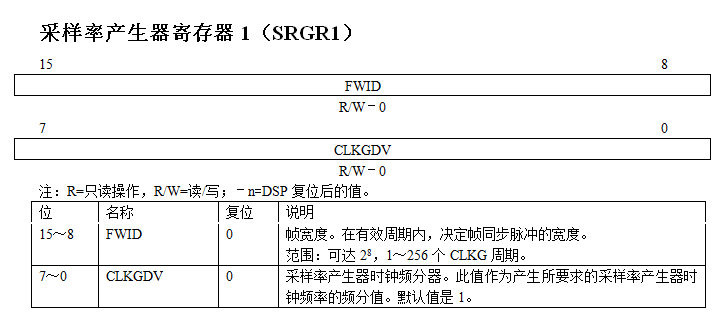 采样率产生器寄存器1（SRGR1）
15 8
FWID
R/W－0
7 0
CLKGDV
R/W－0
注：R=只读操作，R/W=读/写；－n=DSP 复位后的值。
位 名称 复位 说明
15～8 FWID 0 帧宽度。在有效周期内，决定帧同步脉冲的宽度。
范围：可达 2⁸，1～256 个 CLKG 周期。
7～0 CLKGDV 0 采样率产生器时钟频分器。此值作为产生所要求的采样率产生器时
钟频率的频分值。默认值是 1。